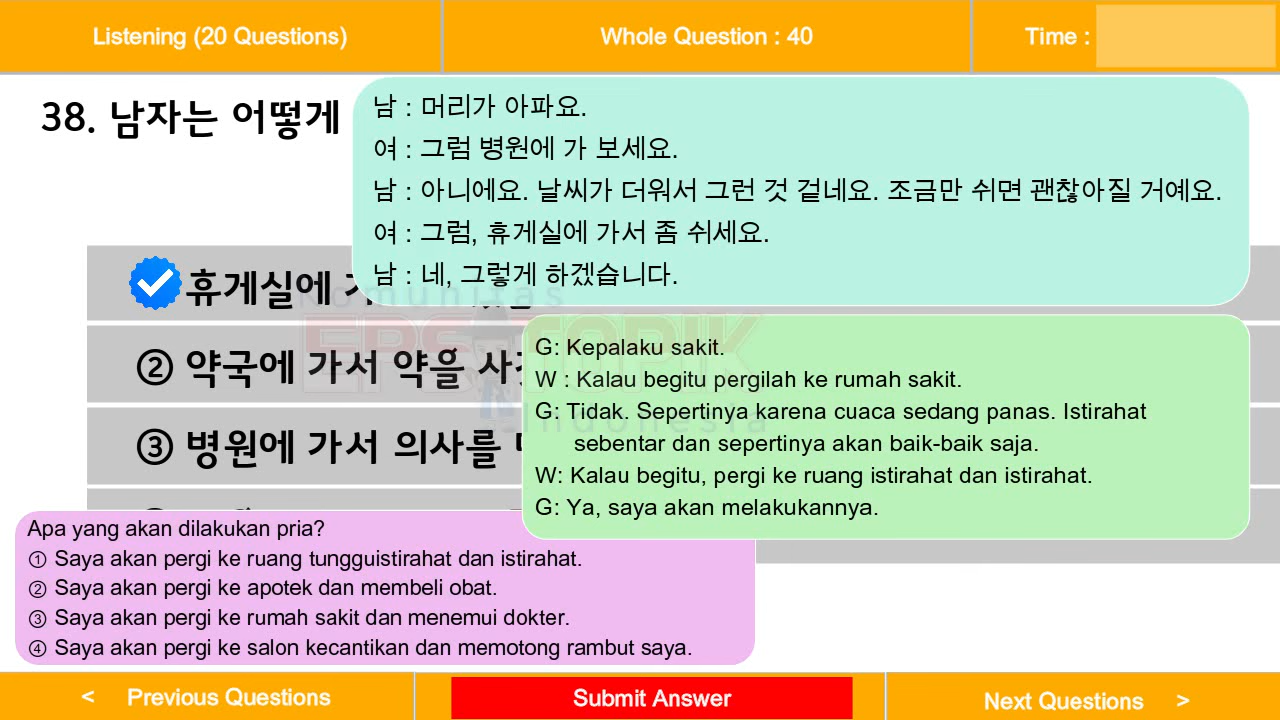 Listening (20 Questions)
Whole Question : 40
Time :
38. 남자는 어떻게
남 : 머리가 아파요.
여 : 그럼 병원에 가 보세요.
남 : 아니에요. 날씨가 더워서 그런 것 겉네요. 조금만 쉬면 괜찮아질 거예요.
여 : 그럼, 휴게실에 가서 좀 쉬세요.
남 : 네, 그렇게 하겠습니다.
휴게실에
② 약국에 가서 약을
③ 병원에 가서 의사를
Komunitas
EPS TOPIK
Indonesia
G: Kepalaku sakit.
W : Kalau begitu pergilah ke rumah sakit.
G: Tidak. Sepertinya karena cuaca sedang panas. Istirahat
sebentar dan sepertinya akan baik-baik saja.
W: Kalau begitu, pergi ke ruang istirahat dan istirahat.
G: Ya, saya akan melakukannya.
Apa yang akan dilakukan pria?
① Saya akan pergi ke ruang tungguistirahat dan istirahat.
② Saya akan pergi ke apotek dan membeli obat.
③ Saya akan pergi ke rumah sakit dan menemui dokter.
④ Saya akan pergi ke salon kecantikan dan memotong rambut saya.
< Previous Questions
Submit Answer
Next Questions >